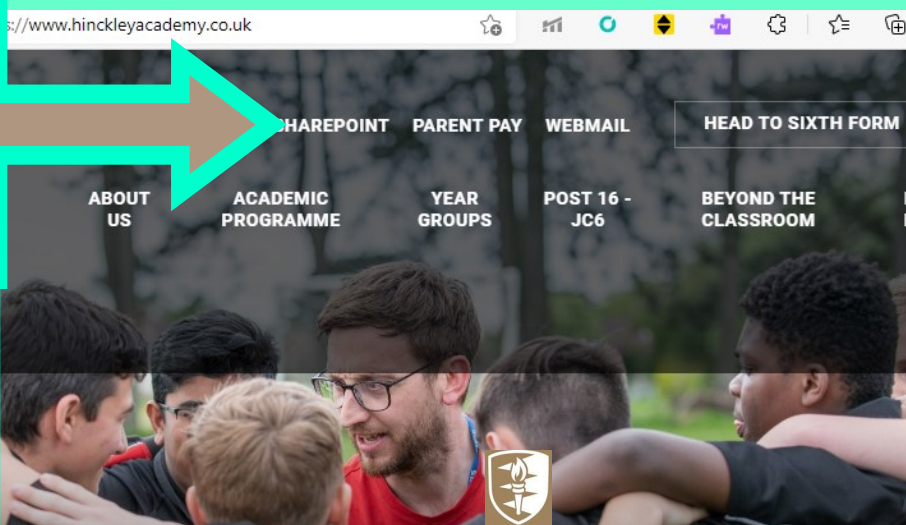 s://www.hinckleyacademy.co.uk
SHAREPOINT PARENT PAY WEBMAIL HEAD TO SIXTH FORM
ABOUT US
ACADEMIC PROGRAMME
YEAR GROUPS
POST 16 - JC6
BEYOND THE CLASSROOM